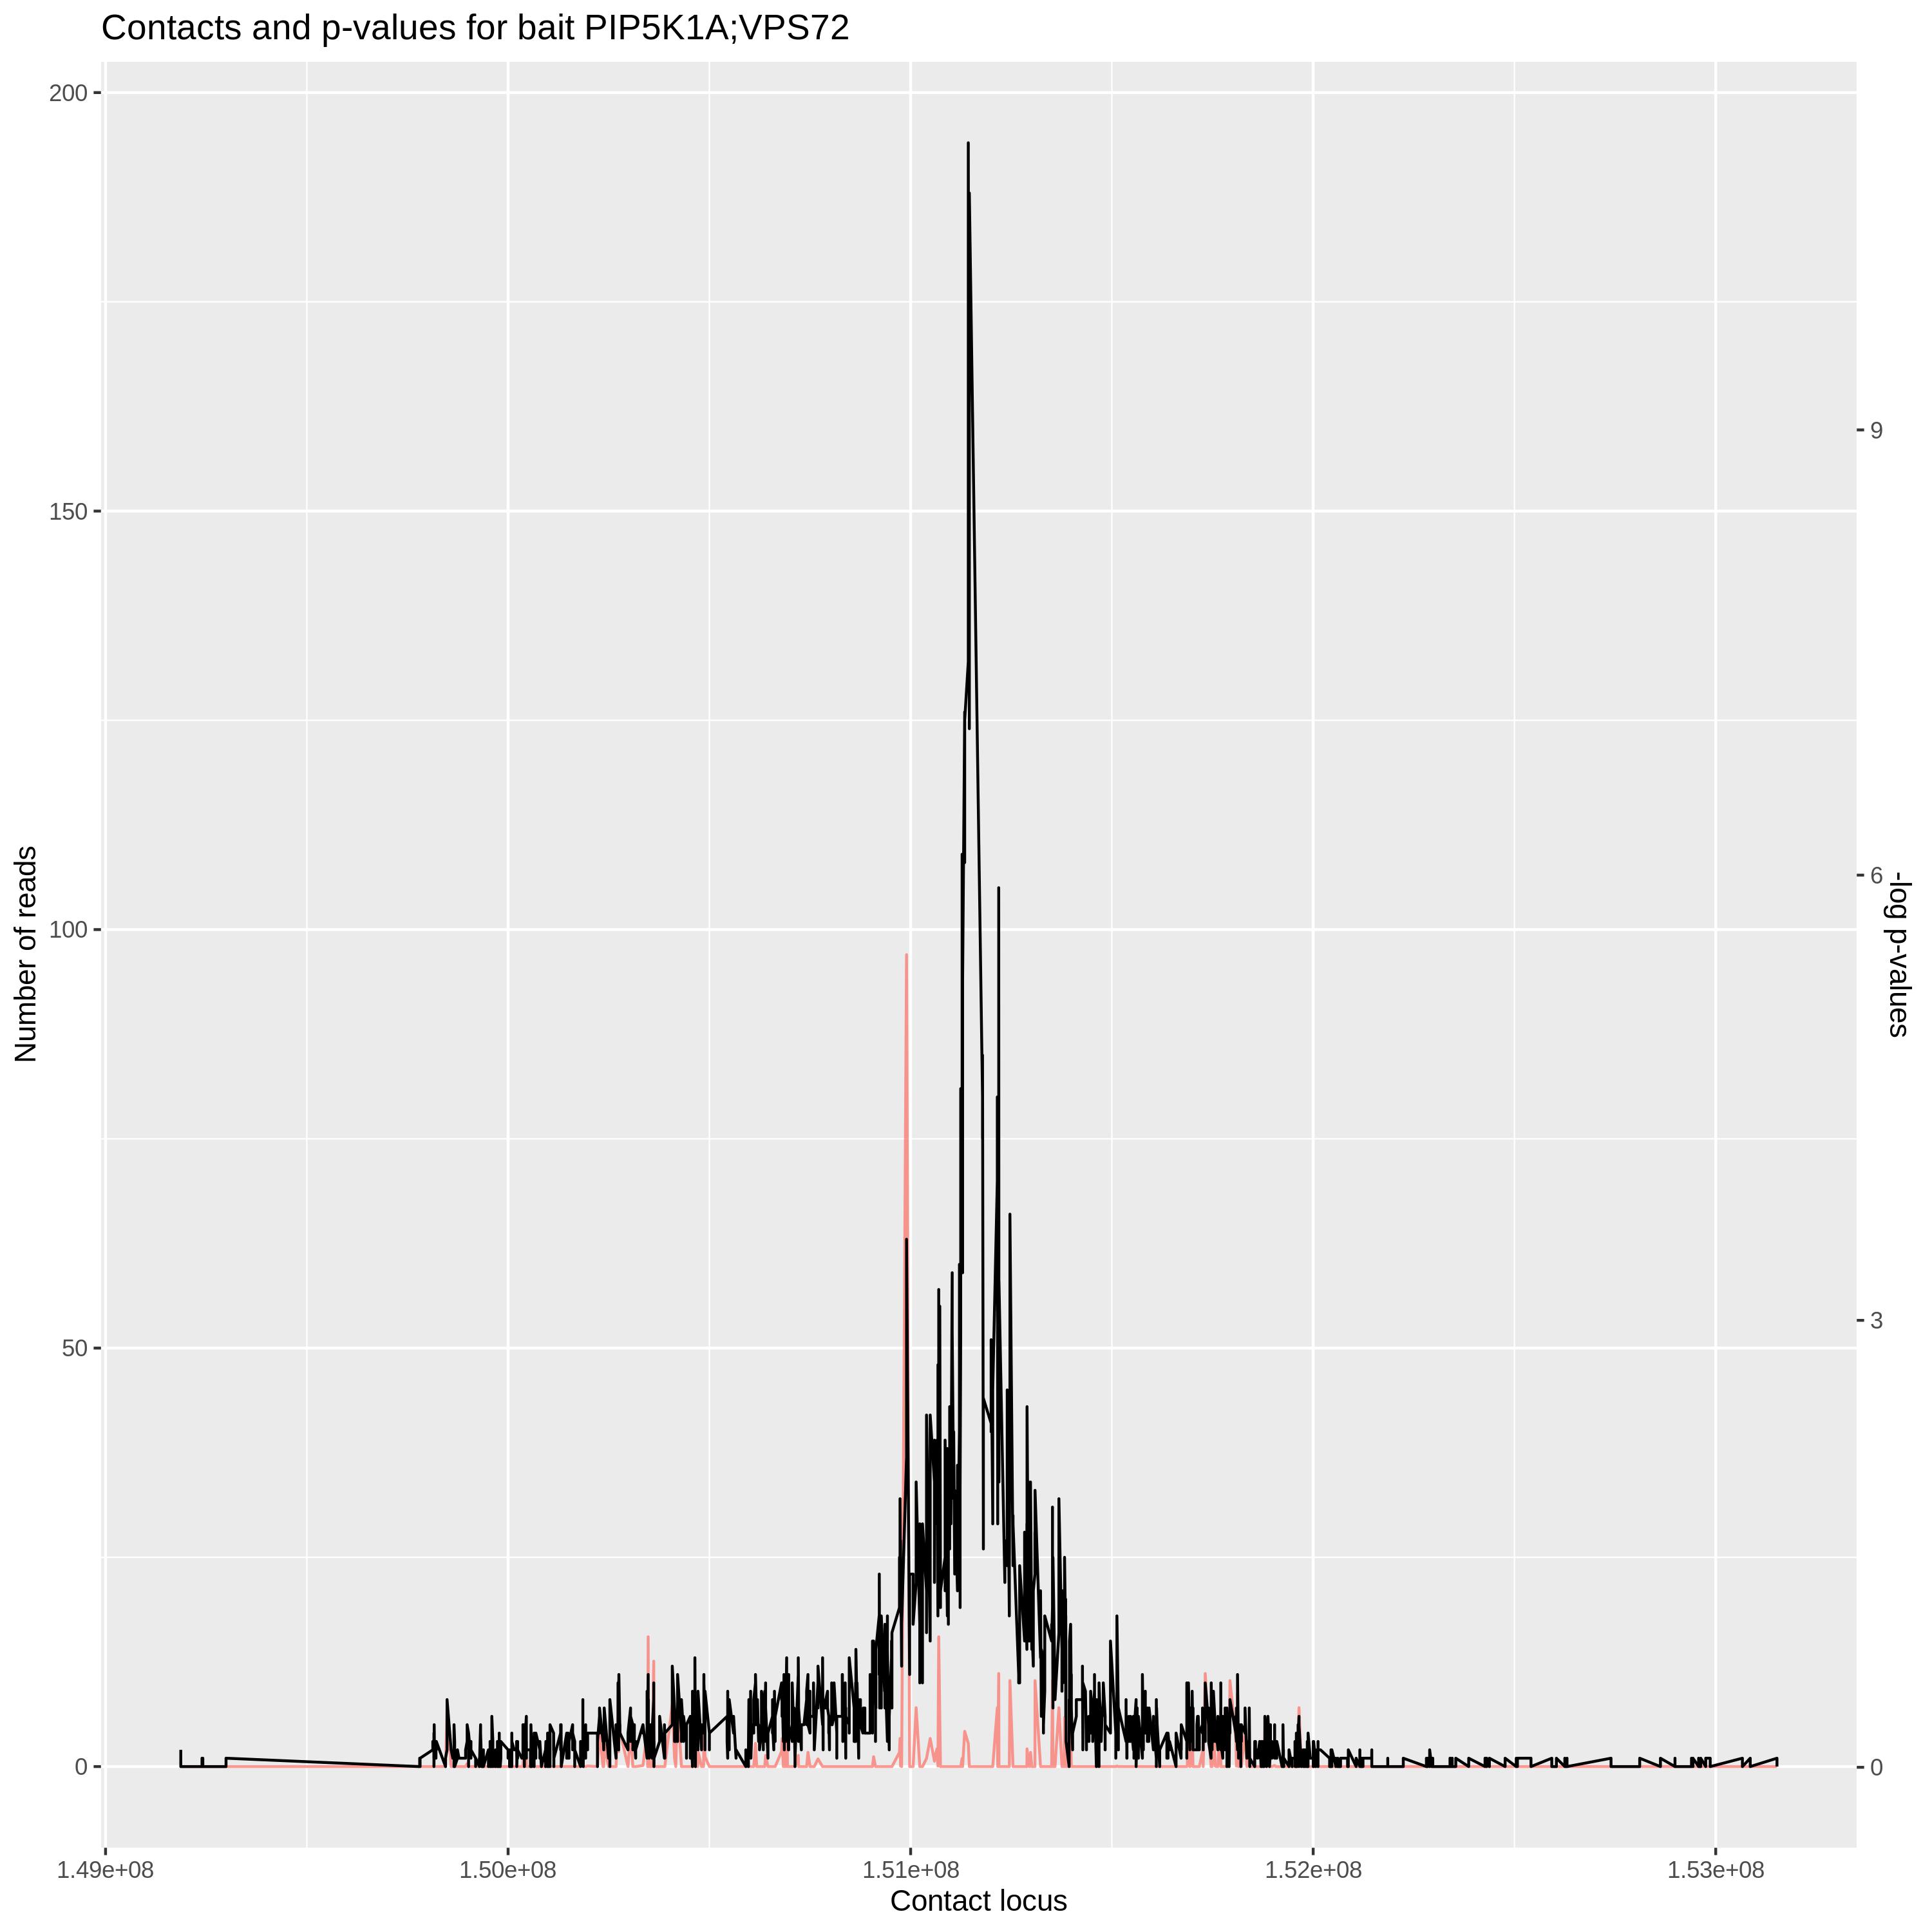 Contacts and p-values for bait PIP5K1A;VPS72
200
150
100
50
0
Number of reads
9
6
3
0
-log p-values
1.49e+08
1.50e+08
1.51e+08
1.52e+08
1.53e+08
Contact locus